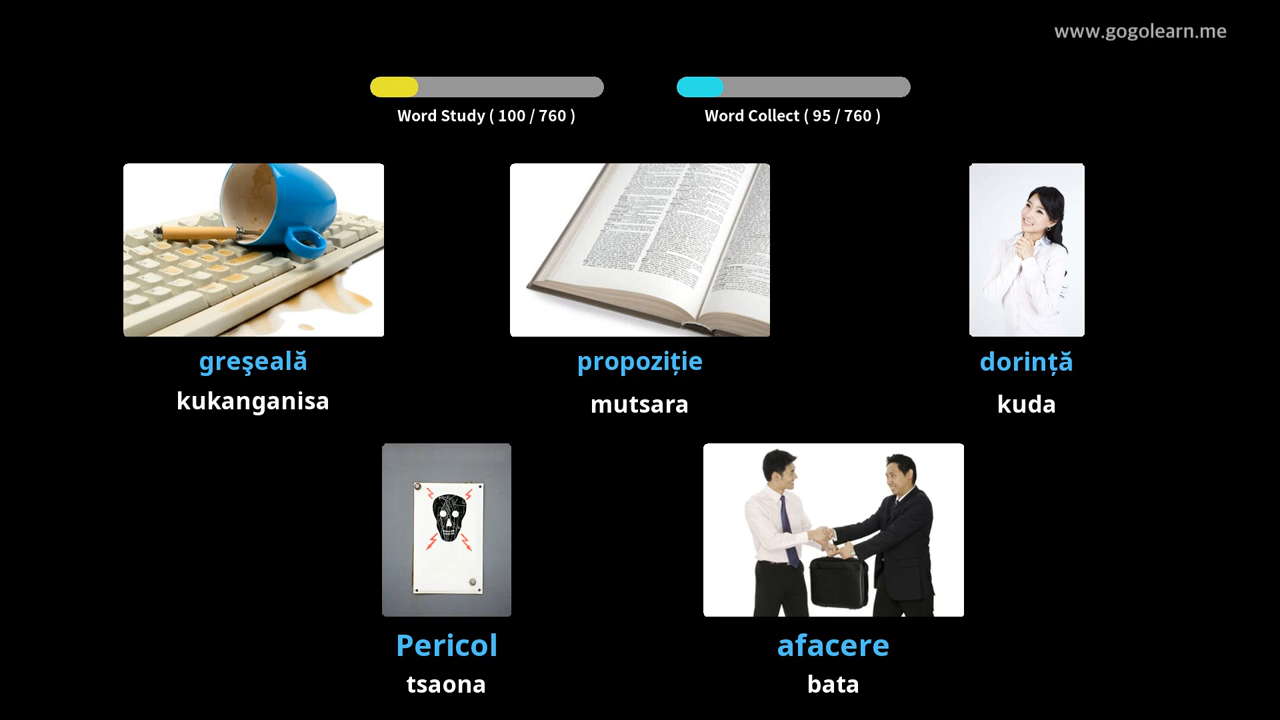 www.gogolearn.me
Word Study ( 100 / 760 )
Word Collect ( 95 / 760 )
greşeală
propoziție
dorință
kukanganisa
mutsara
kuda
Pericol
afacere
tsaona
bata